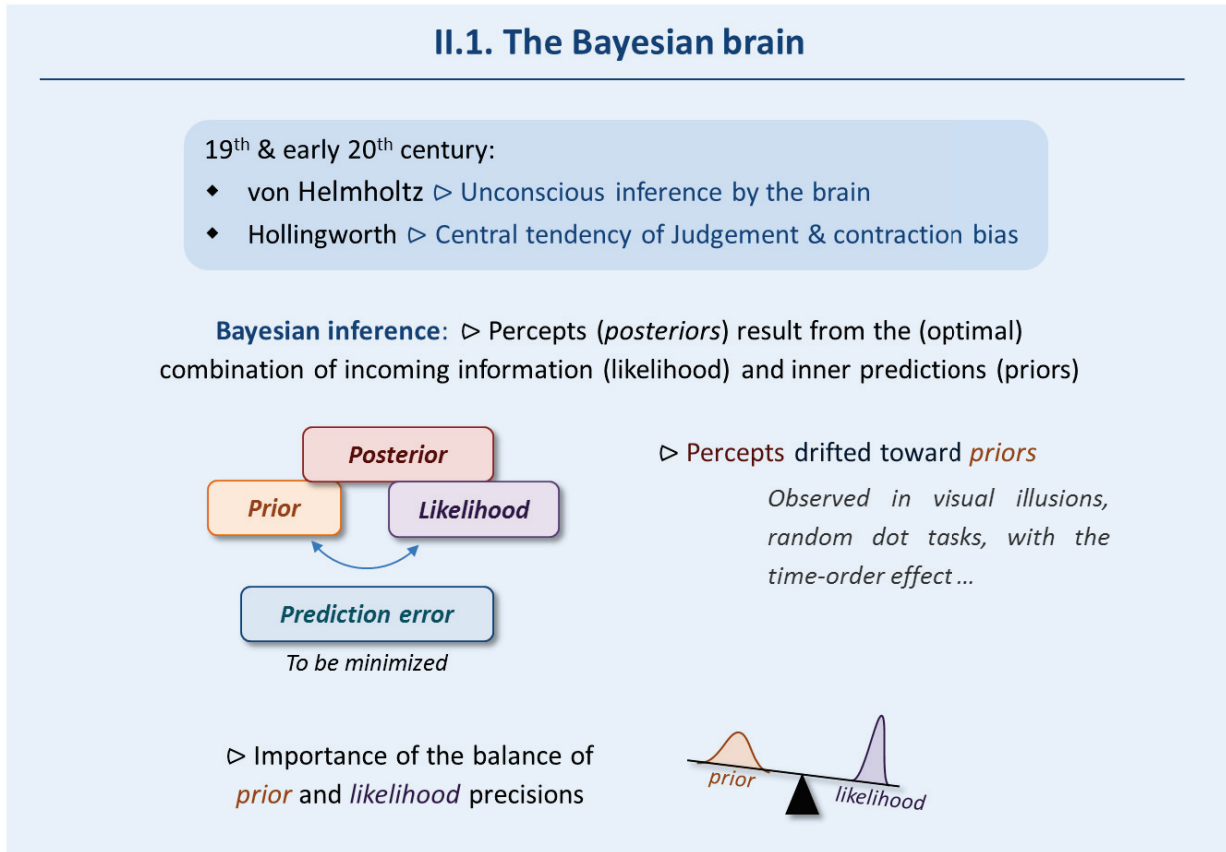 II.1. The Bayesian brain
19th & early 20th century:
◆ von Helmholtz ▷ Unconscious inference by the brain
◆ Hollingworth ▷ Central tendency of Judgement & contraction bias
Bayesian inference: ▷ Percepts (posteriors) result from the (optimal)
combination of incoming information (likelihood) and inner predictions (priors)
Posterior
Prior
Likelihood
Prediction error
To be minimized
▷ Percepts drifted toward priors
Observed in visual illusions,
random dot tasks, with the
time-order effect ...
▷ Importance of the balance of
prior and likelihood precisions
prior
likelihood